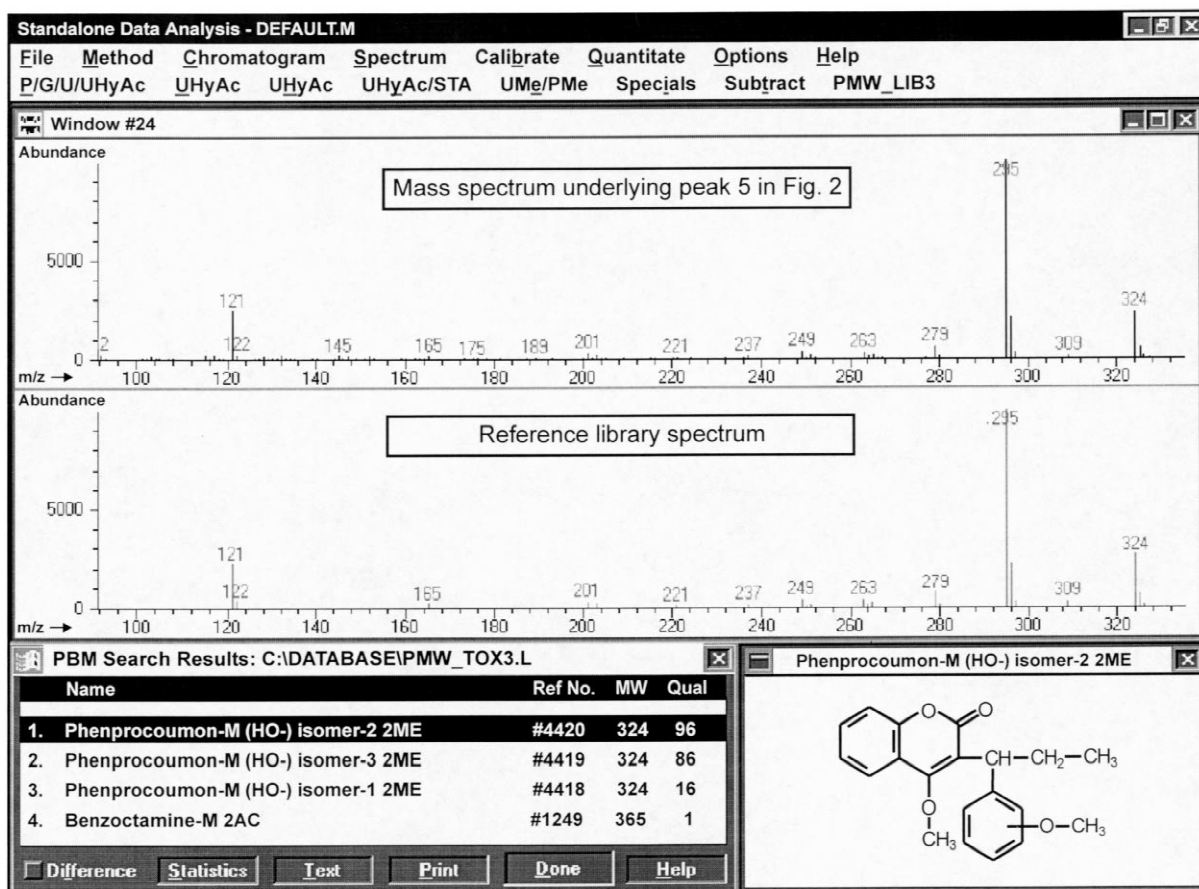 Standalone Data Analysis - DEFAULT.M
File Method Chromatogram Spectrum Calibrate Quantitate Options Help
P/G/U/UHyAc UHyAc UHyAc UHyAc/STA UMe/PMe Specials Subtract PMW_LIB3
Window #24
Abundance
Mass spectrum underlying peak 5 in Fig. 2
295
5000
121
324
2 122 145 165 175 189 201 221 237 249 263 279 309
0
m/z → 100 120 140 160 180 200 220 240 260 280 300 320
Abundance
Reference library spectrum
295
5000
121
324
122 165 201 221 237 249 263 279 309
0
m/z → 100 120 140 160 180 200 220 240 260 280 300 320
PBM Search Results: C:\DATABASE\PMW_TOX3.L
Name Ref No. MW Qual
1. Phenprocoumon-M (HO-) isomer-2 2ME #4420 324 96
2. Phenprocoumon-M (HO-) isomer-3 2ME #4419 324 86
3. Phenprocoumon-M (HO-) isomer-1 2ME #4418 324 16
4. Benzoctamine-M 2AC #1249 365 1
Difference Statistics Text Print Done Help
Phenprocoumon-M (HO-) isomer-2 2ME
O O
CH-CH2-CH3
O
CH3
O-CH3